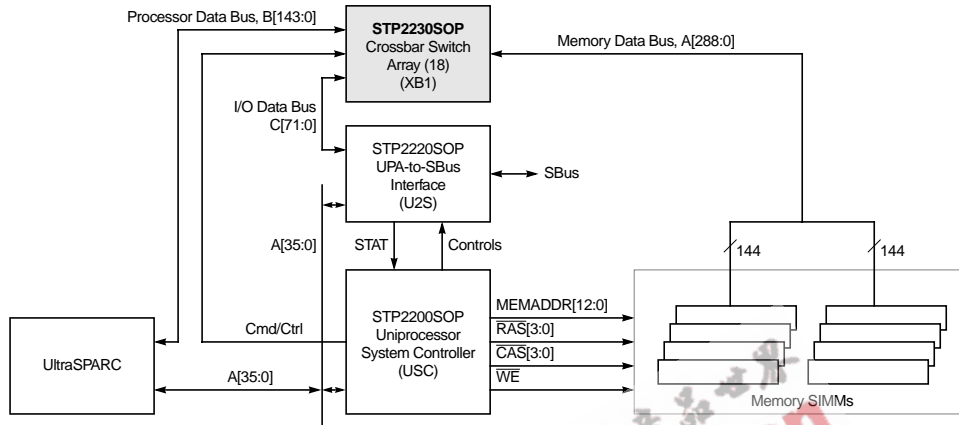 Processor Data Bus, B[143:0]
STP2230SOP
Crossbar Switch
Array (18)
(XB1)
Memory Data Bus, A[288:0]
I/O Data Bus
C[71:0]
STP2220SOP
UPA-to-SBus
Interface
(U2S)
SBus
A[35:0]
STAT
Controls
144
144
STP2200SOP
Uniprocessor
System Controller
(USC)
MEMADDR[12:0]
RAS[3:0]
CAS[3:0]
WE
Cmd/Ctrl
UltraSPARC
A[35:0]
Memory SIMMs